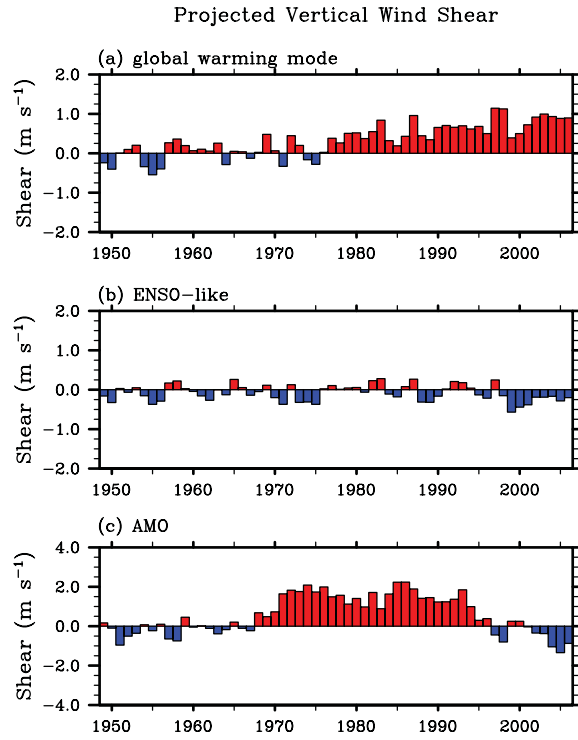 Projected Vertical Wind Shear
(a) global warming mode
2.0
1.0
0.0
−1.0
−2.0
Shear (m s⁻¹)
1950 1960 1970 1980 1990 2000
(b) ENSO−like
2.0
1.0
0.0
−1.0
−2.0
Shear (m s⁻¹)
1950 1960 1970 1980 1990 2000
(c) AMO
4.0
2.0
0.0
−2.0
−4.0
Shear (m s⁻¹)
1950 1960 1970 1980 1990 2000